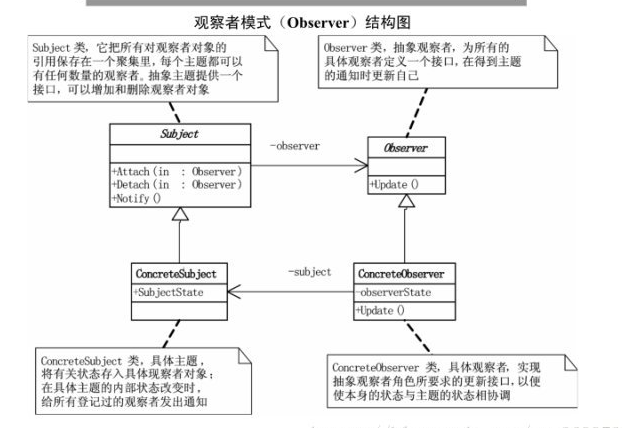 观察者模式（Observer）结构图
Subject 类，它把所有对观察者对象的
引用保存在一个聚集里，每个主题都可以
有任何数量的观察者。抽象主题提供一个
接口，可以增加和删除观察者对象
Observer 类，抽象观察者，为所有的
具体观察者定义一个接口，在得到主题
的通知时更新自己
Subject
-observer
Observer
+Attach(in : Observer)
+Detach(in : Observer)
+Notify()
+Update()
ConcreteSubject
+SubjectState
-subject
ConcreteObserver
-observerState
+Update()
ConcreteSubject 类，具体主题，
将有关状态存入具体现察者对象；
在具体主题的内部状态改变时，
给所有登记过的观察者发出通知
ConcreteObserver 类，具体观察者，实现
抽象观察者角色所要求的更新接口，以便
使本身的状态与主题的状态相协调